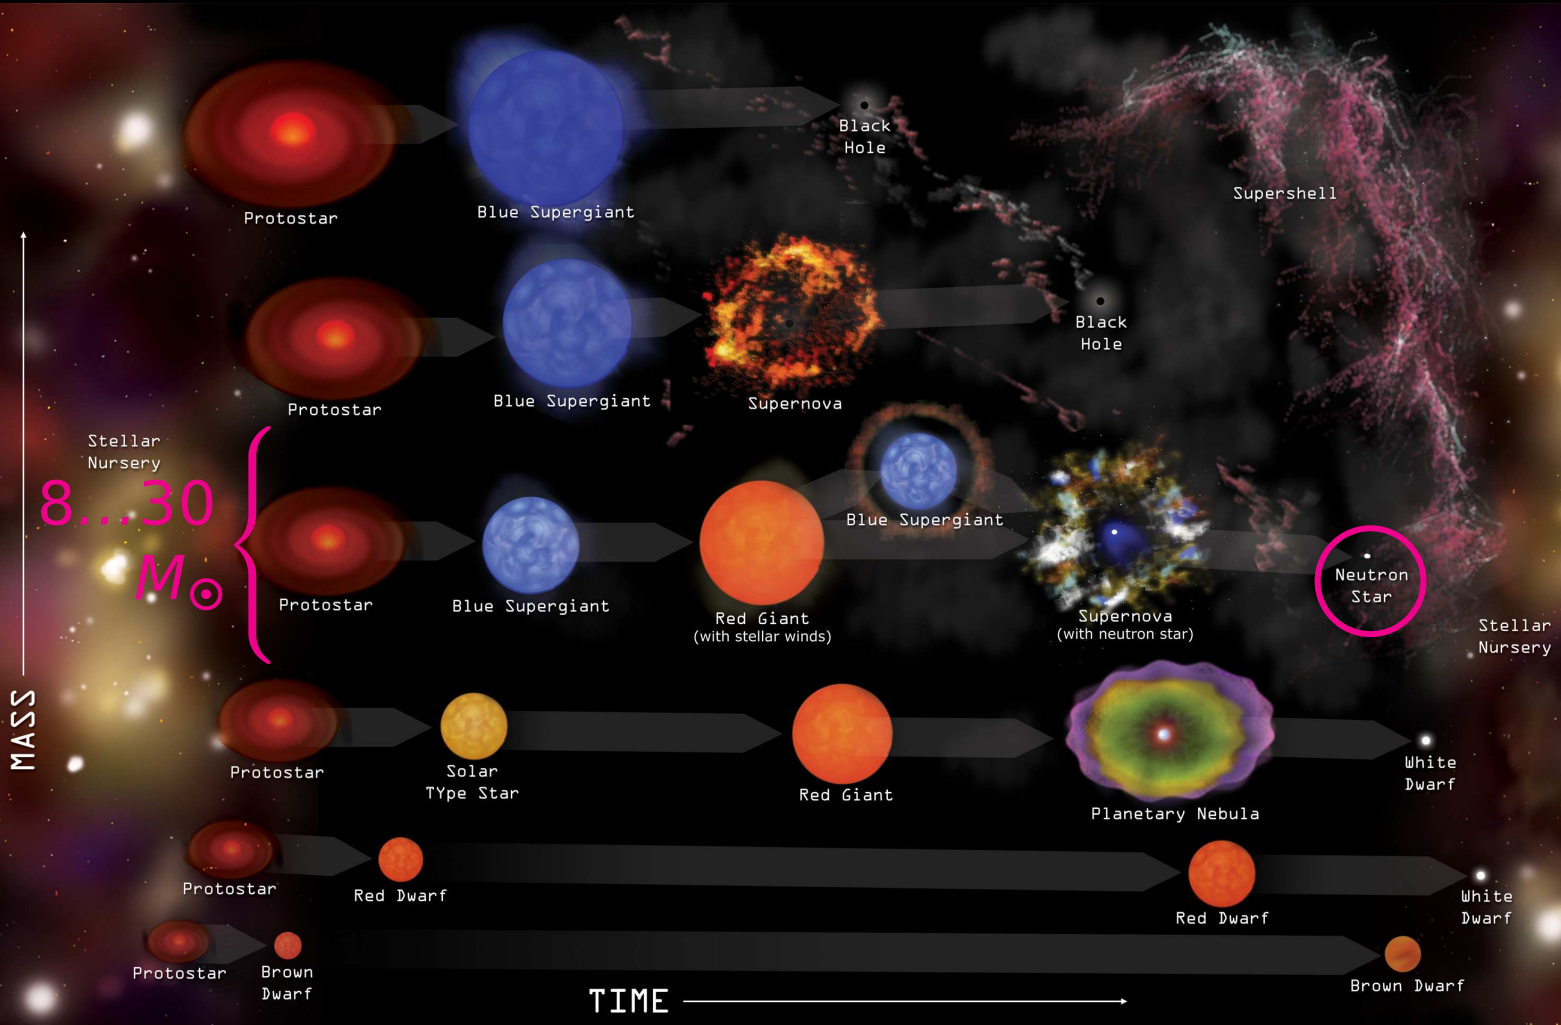 Protostar
Blue Supergiant
Black
Hole
Supershell
Protostar
Blue Supergiant
Supernova
Black
Hole
Stellar
Nursery
8...30
M☉
Protostar
Blue Supergiant
Red Giant
(with stellar winds)
Blue Supergiant
Supernova
(with neutron star)
Neutron
Star
Stellar
Nursery
Protostar
Solar
TYpe Star
Red Giant
Planetary Nebula
White
Dwarf
Protostar
Red Dwarf
Red Dwarf
White
Dwarf
Protostar
Brown
Dwarf
Brown Dwarf
MASS
TIME